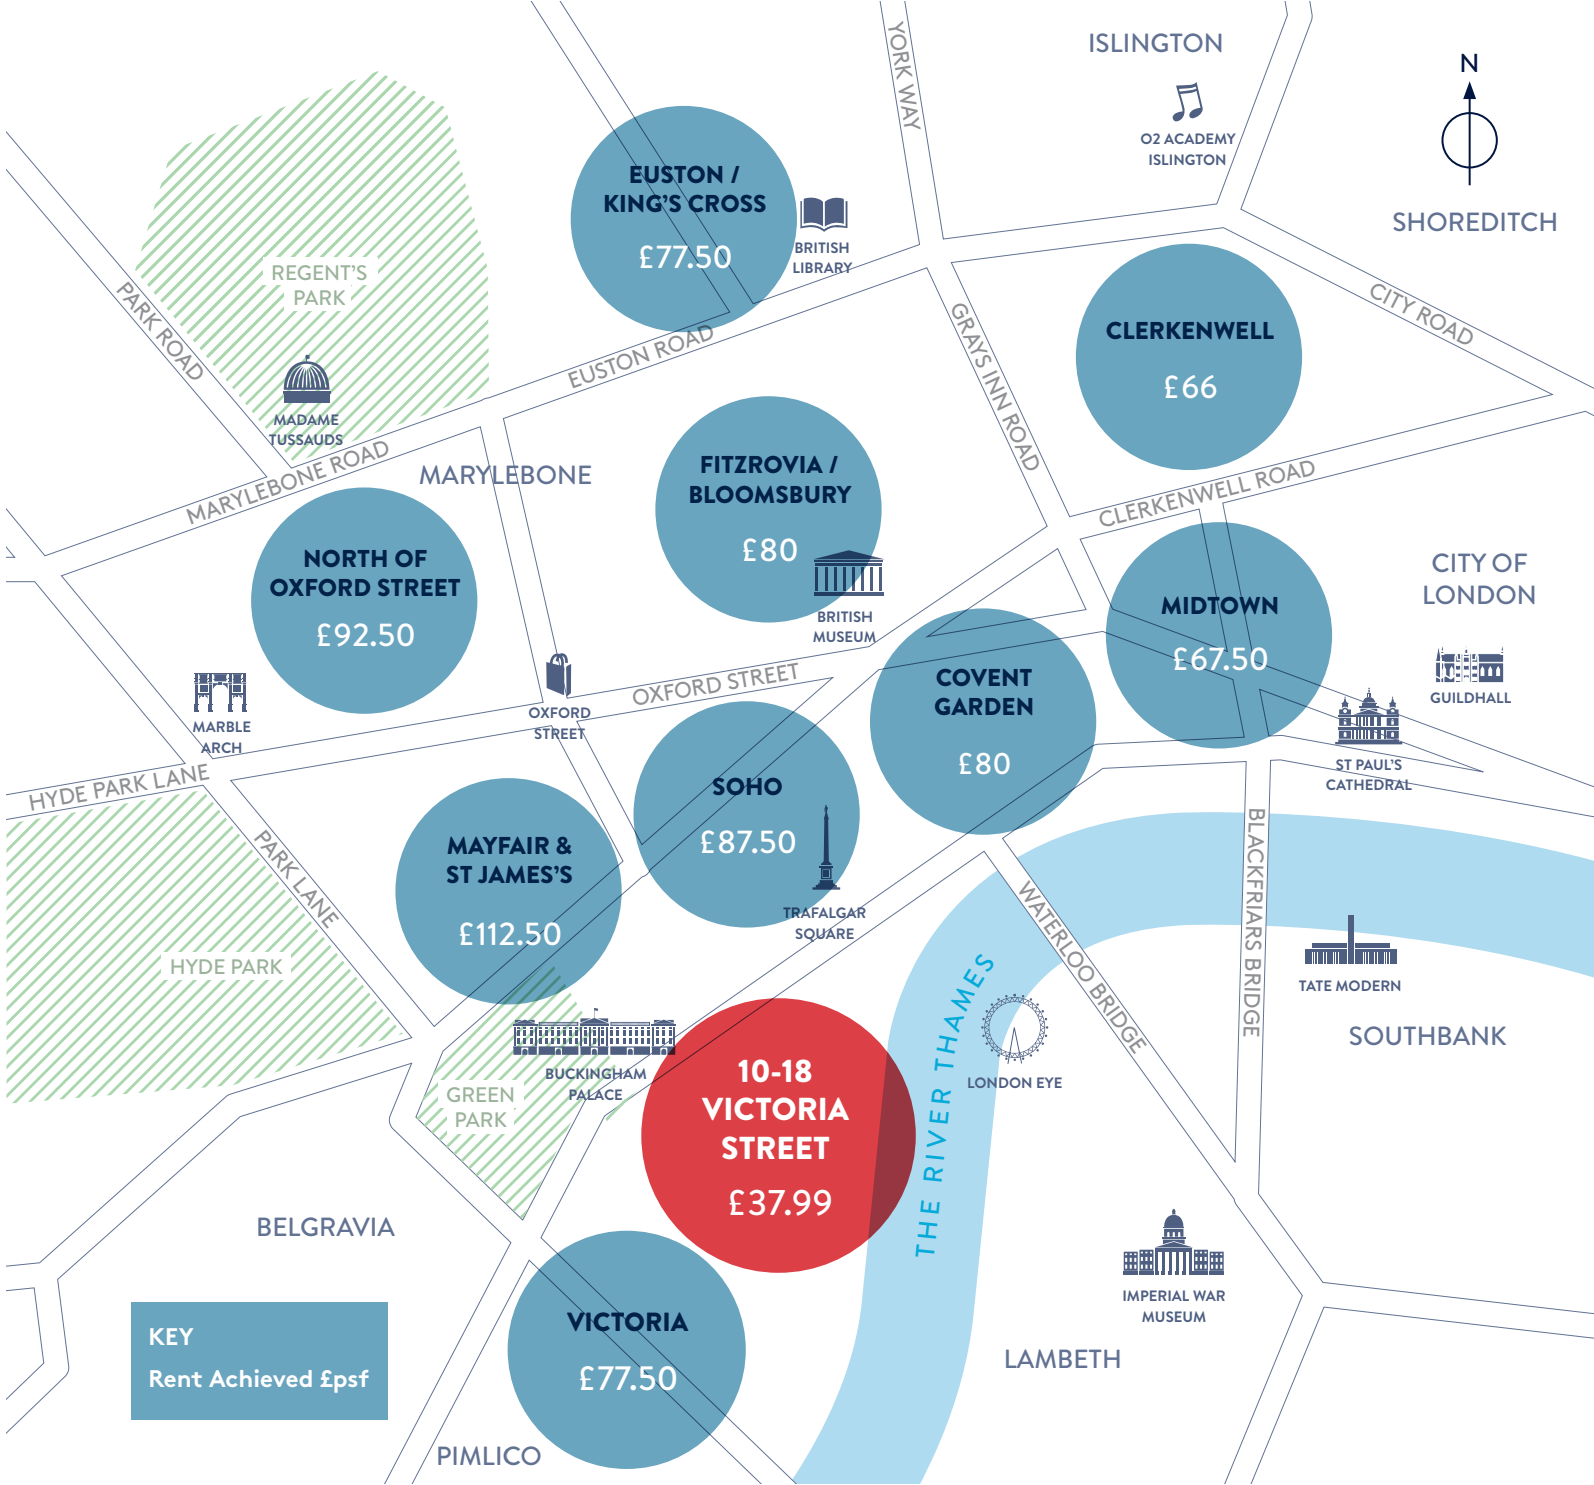 YORK WAY
ISLINGTON
N
O2 ACADEMY
ISLINGTON
SHOREDITCH
EUSTON /
KING'S CROSS
£77.50
BRITISH
LIBRARY
REGENT'S
PARK
PARK ROAD
MADAME
TUSSAUDS
EUSTON ROAD
GRAYS INN ROAD
CLERKENWELL
£66
CITY ROAD
MARYLEBONE ROAD
MARYLEBONE
FITZROVIA /
BLOOMSBURY
£80
BRITISH
MUSEUM
CLERKENWELL ROAD
NORTH OF
OXFORD STREET
£92.50
MIDTOWN
£67.50
CITY OF
LONDON
GUILDHALL
MARBLE
ARCH
OXFORD
STREET
OXFORD STREET
COVENT
GARDEN
£80
ST PAUL'S
CATHEDRAL
HYDE PARK LANE
PARK LANE
MAYFAIR &
ST JAMES'S
£112.50
SOHO
£87.50
TRAFALGAR
SQUARE
BLACKFRIARS BRIDGE
WATERLOO BRIDGE
HYDE PARK
TATE MODERN
SOUTHBANK
BUCKINGHAM
PALACE
GREEN
PARK
10-18
VICTORIA
STREET
£37.99
THE RIVER THAMES
LONDON EYE
BELGRAVIA
IMPERIAL WAR
MUSEUM
VICTORIA
£77.50
LAMBETH
KEY
Rent Achieved £psf
PIMLICO